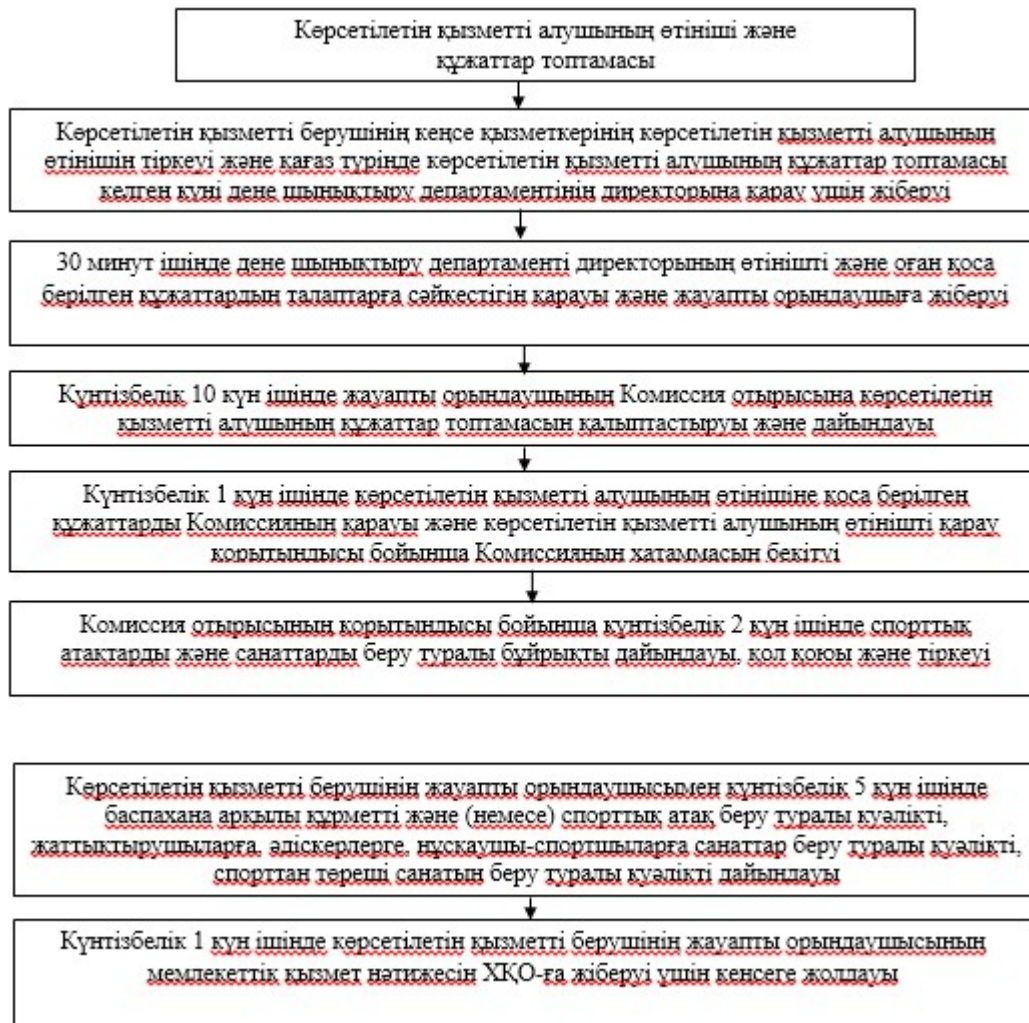 Көрсетілетін қызметті алушының өтініші және
құжаттар топтамасы
Көрсетілетін қызметті берушінің кеңсе қызметкерінің көрсетілетін қызметті алушының
өтінішін тіркеуі және қағаз түрінде көрсетілетін қызметті алушының құжаттар топтамасы
келген күні дене шынықтыру департаментінің директорына қарау үшін жіберуі
30 минут ішінде дене шынықтыру департаменті директорының өтінішті және оған қоса
берілген құжаттардың талаптарға сәйкестігін қарауы және жауапты орындаушыға жіберуі
Күнтізбелік 10 күн ішінде жауапты орындаушының Комиссия отырысына көрсетілетін
қызметті алушының құжаттар топтамасын қалыптастыруы және дайындауы
Күнтізбелік 1 күн ішінде көрсетілетін қызметті алушының өтінішіне қоса берілген
құжаттарды Комиссияның қарауы және көрсетілетін қызметті алушының өтінішті қарау
қорытындысы бойынша Комиссияның хатаммасын бекітуі
Комиссия отырысының қорытындысы бойынша күнтізбелік 2 күн ішінде спорттық
атақтарды және санаттарды беру туралы бұйрықты дайындауы, қол қоюы және тіркеуі
Көрсетілетін қызметті берушінің жауапты орындаушысымен күнтізбелік 5 күн ішінде
баспахана арқылы құрметті және (немесе) спорттық атақ беру туралы куәлікті,
жаттықтырушыларға, әдіскерлерге, нұсқаушы-спортшыларға санаттар беру туралы куәлікті,
спорттан төреші санатын беру туралы куәлікті дайындауы
Күнтізбелік 1 күн ішінде көрсетілетін қызметті берушінің жауапты орындаушысының
мемлекеттік қызмет нәтижесін ХҚО-ға жіберуі үшін кеңсеге жолдауы